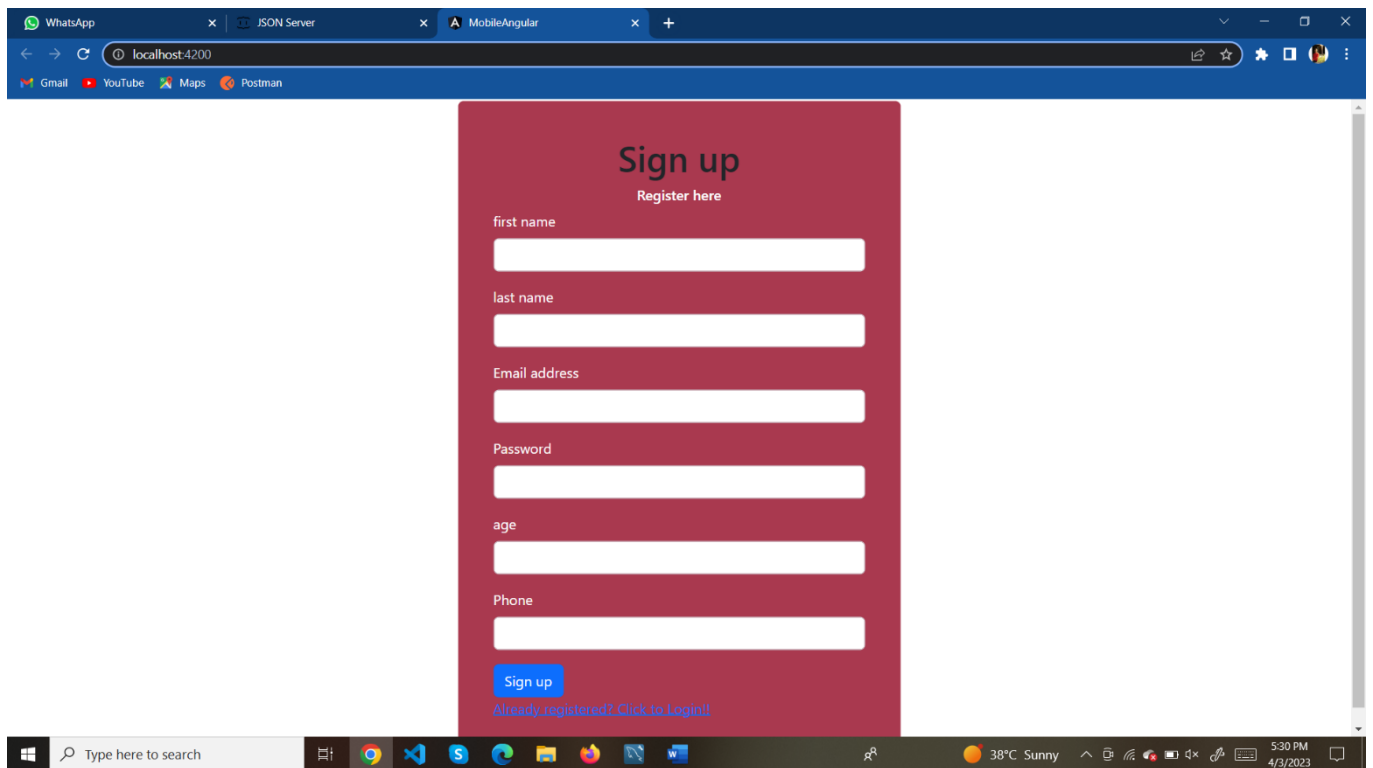 WhatsApp
JSON Server
MobileAngular
localhost:4200
Gmail
YouTube
Maps
Postman
Sign up
Register here
first name
last name
Email address
Password
age
Phone
Sign up
Already registered? Click to Login!!
Type here to search
38°C Sunny
5:30 PM
4/3/2023